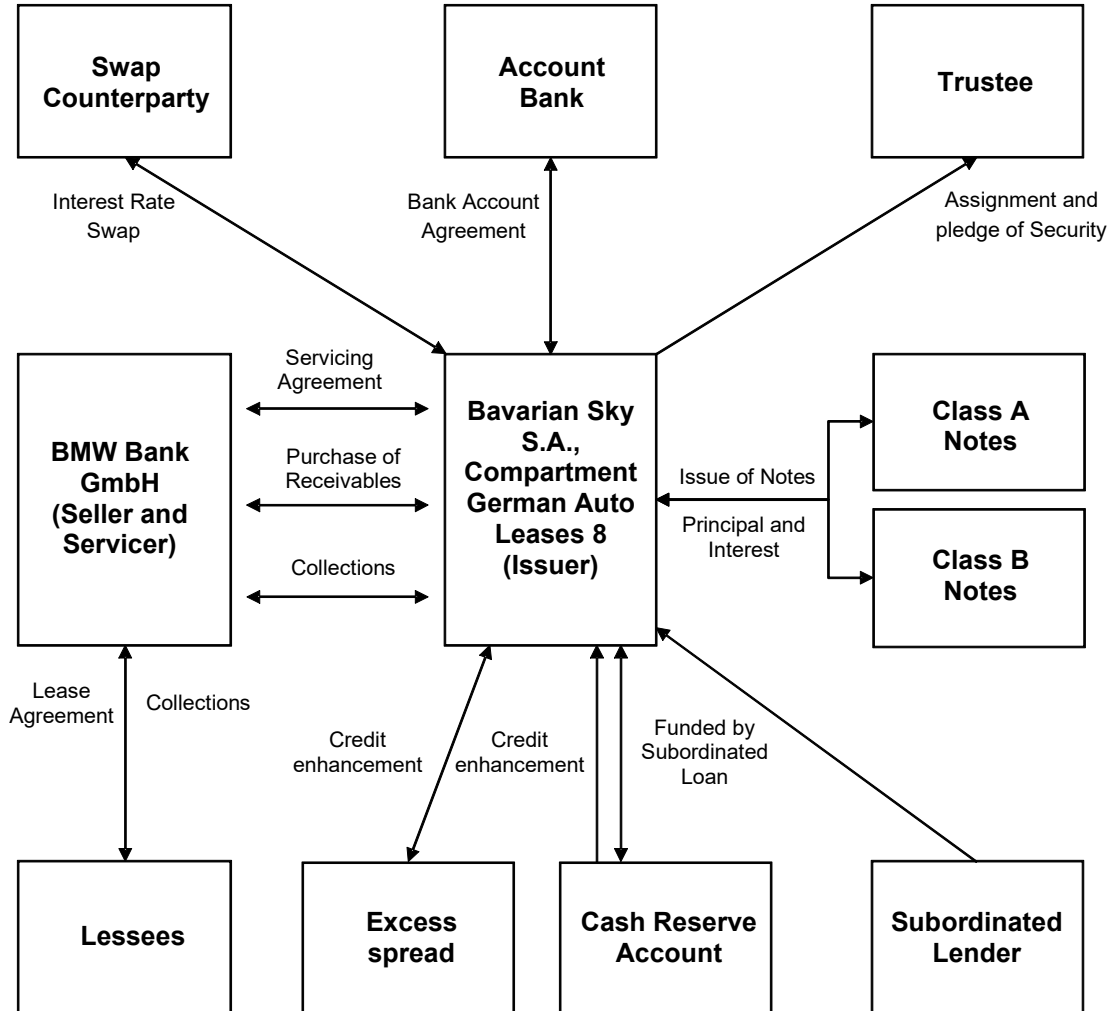 Swap
Counterparty
Account
Bank
Trustee
Interest Rate
Swap
Bank Account
Agreement
Assignment and
pledge of Security
BMW Bank
GmbH
(Seller and
Servicer)
Servicing
Agreement
Purchase of
Receivables
Collections
Bavarian Sky
S.A.,
Compartment
German Auto
Leases 8
(Issuer)
Issue of Notes
Principal and
Interest
Class A
Notes
Class B
Notes
Lease
Agreement
Collections
Credit
enhancement
Credit
enhancement
Funded by
Subordinated
Loan
Lessees
Excess
spread
Cash Reserve
Account
Subordinated
Lender